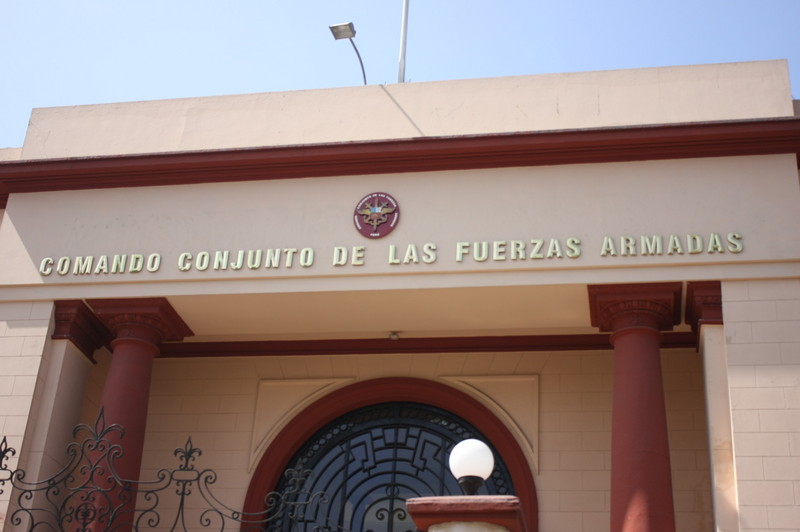 COMANDO CONJUNTO DE LAS FUERZAS ARMADAS